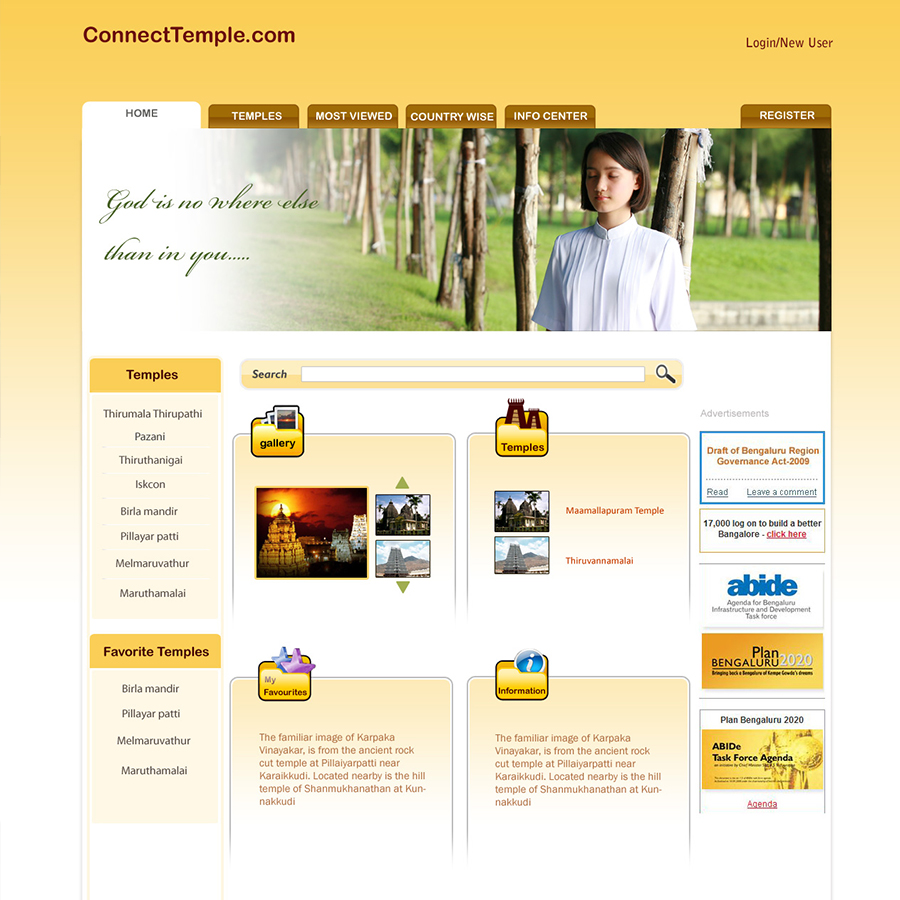 ConnectTemple.com
Login/New User
HOME
TEMPLES
MOST VIEWED
COUNTRY WISE
INFO CENTER
REGISTER
God is no where else
than in you.....
Temples
Thirumala Thirupathi
Pazani
Thiruthanigai
Iskcon
Birla mandir
Pillayar patti
Melmaruvathur
Maruthamalai
Favorite Temples
Birla mandir
Pillayar patti
Melmaruvathur
Maruthamalai
Search
gallery
Temples
Maamallapuram Temple
Thiruvannamalai
My
Favourites
The familiar image of Karpaka
Vinayakar, is from the ancient rock
cut temple at Pillaiyarpatti near
Karaikkudi. Located nearby is the hill
temple of Shanmukhanathan at Kun-
nakkudi
Information
The familiar image of Karpaka
Vinayakar, is from the ancient rock
cut temple at Pillaiyarpatti near
Karaikkudi. Located nearby is the hill
temple of Shanmukhanathan at Kun-
nakkudi
Advertisements
Draft of Bengaluru Region
Governance Act-2009
Read Leave a comment
17,000 log on to build a better
Bangalore - click here
abide
Agenda for Bengaluru
Infrastructure and Development
Task force
Plan
BENGALURU2020
Bringing back a Bengaluru of Kempe Gowda's dreams
Plan Bengaluru 2020
ABIDe
Task Force Agenda
Agenda